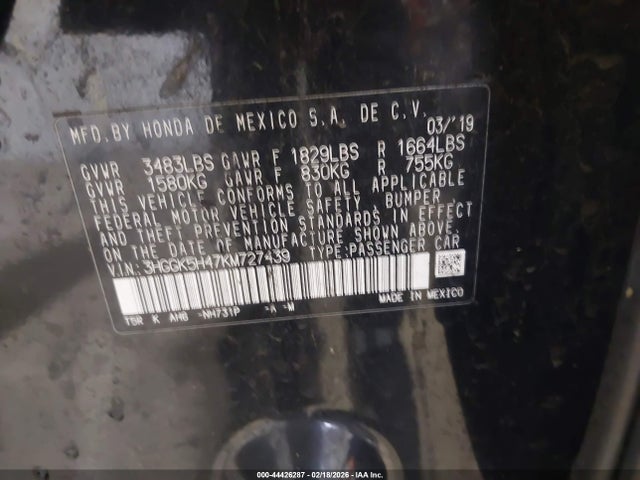 MFD. BY HONDA DE MEXICO S.A. DE C.V. 03/'19
GVWR 3483LBS GAWR F 1829LBS R 1664LBS
GVWR 1580KG GAWR F 830KG R 755KG
THIS VEHICLE CONFORMS TO ALL APPLICABLE
FEDERAL MOTOR VEHICLE SAFETY, BUMPER,
AND THEFT PREVENTION STANDARDS IN EFFECT
ON THE DATE OF MANUFACTURE SHOWN ABOVE.
V.I.N: 3HGGK5H47KM727439 TYPE:PASSENGER CAR
MADE IN MEXICO
T5R K AHG -NH731P -A -M
000-44426287 - 02/18/2026 - IAA Inc.